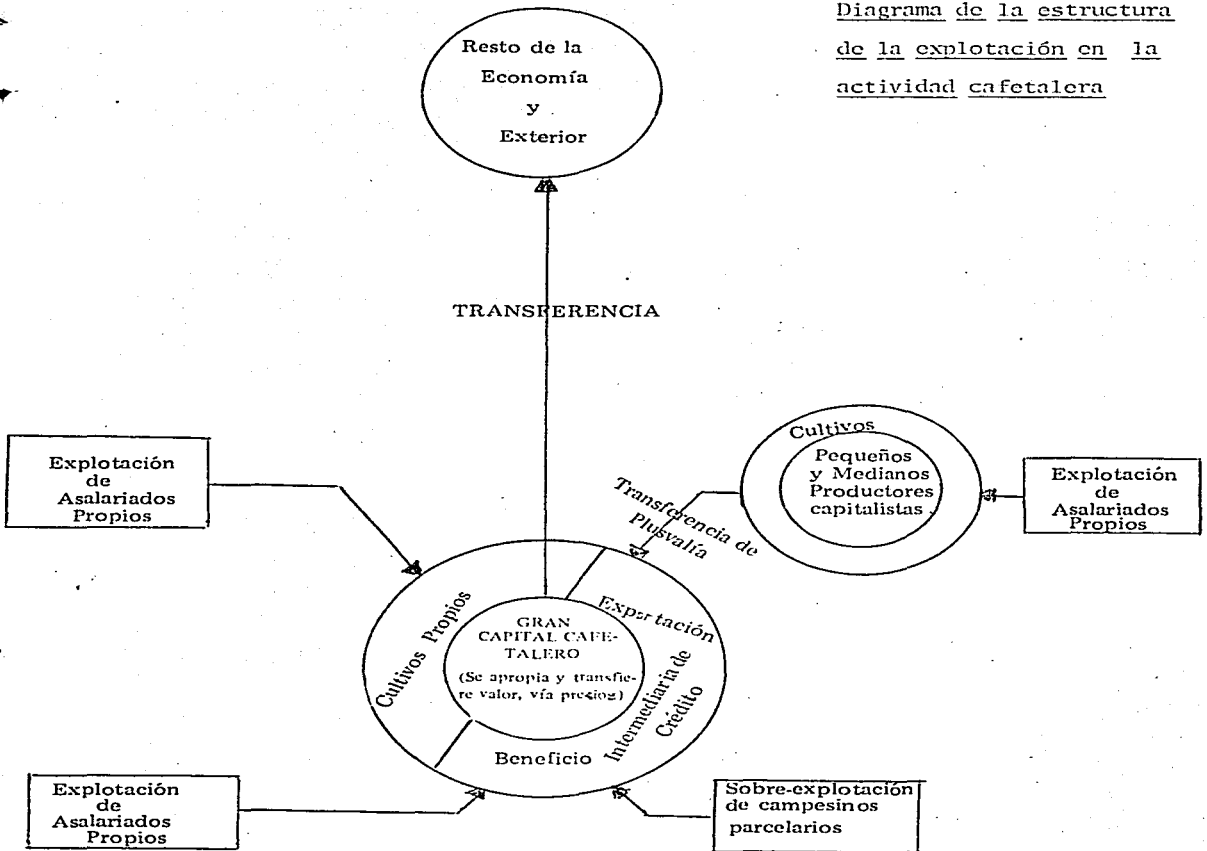 Diagrama de la estructura
de la explotación en la
actividad cafetalera
Resto de la
Economía
y
Exterior
TRANSFERENCIA
Explotación
de
Asalariados
Propios
Cultivos
Pequeños
y Medianos
Productores
capitalistas
Explotación
de
Asalariados
Propios
Transferencia de
Plusvalía
Cultivos Propios
GRAN
CAPITAL CAFE-
TALERO
(Se apropia y transfie-
re valor, vía precios)
Exportación
Intermediaria de
Crédito
Beneficio
Explotación
de
Asalariados
Propios
Sobre-explotación
de campesinos
parcelarios